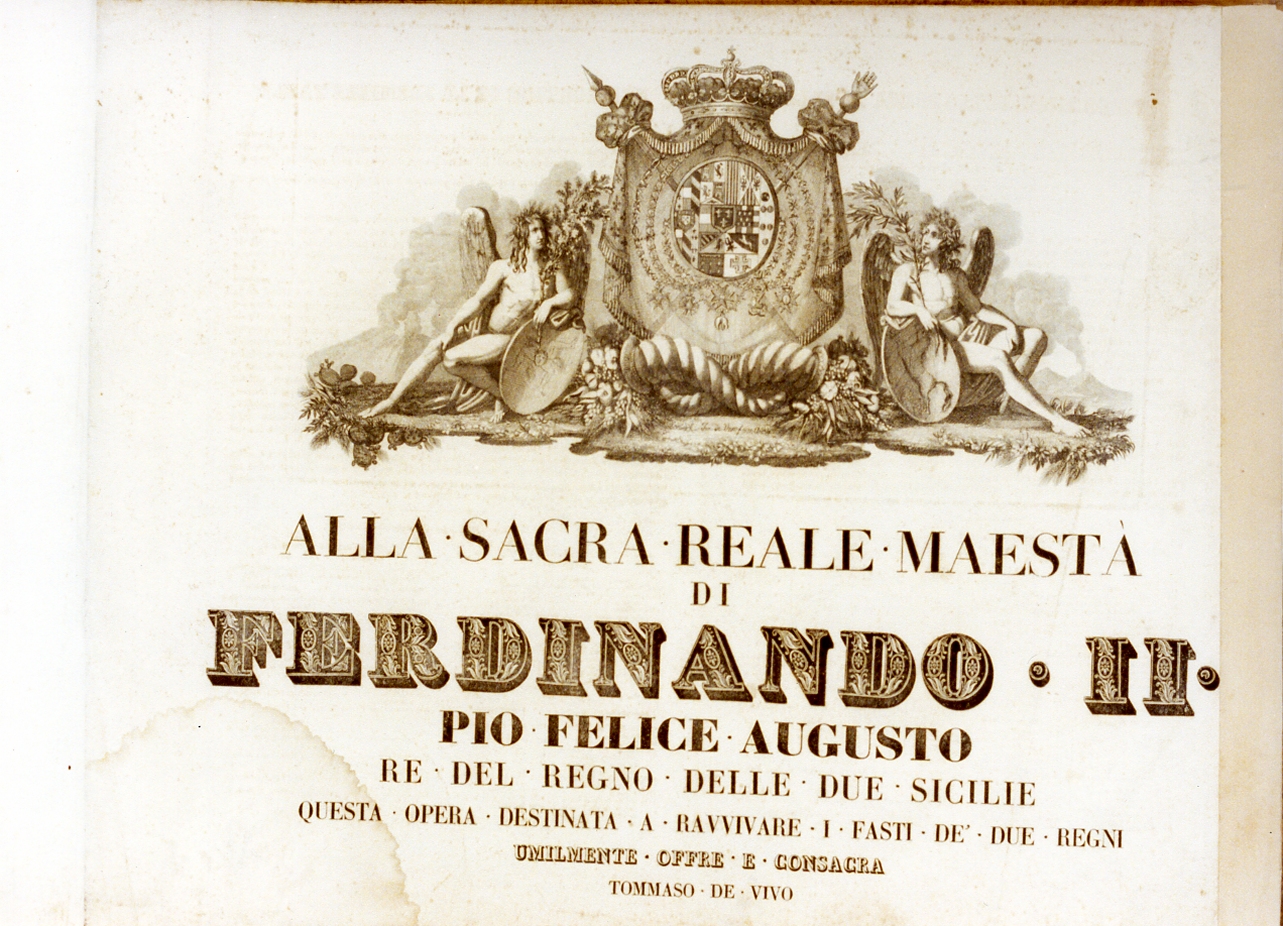 ALLA · SACRA · REALE · MAESTÀ
DI
FERDINANDO · II ·
PIO · FELICE · AUGUSTO
RE · DEL · REGNO · DELLE · DUE · SICILIE
QUESTA · OPERA · DESTINATA · A · RAVVIVARE · I · FASTI · DE' · DUE · REGNI
UMILMENTE · OFFRE · E · CONSACRA
TOMMASO · DE · VIVO